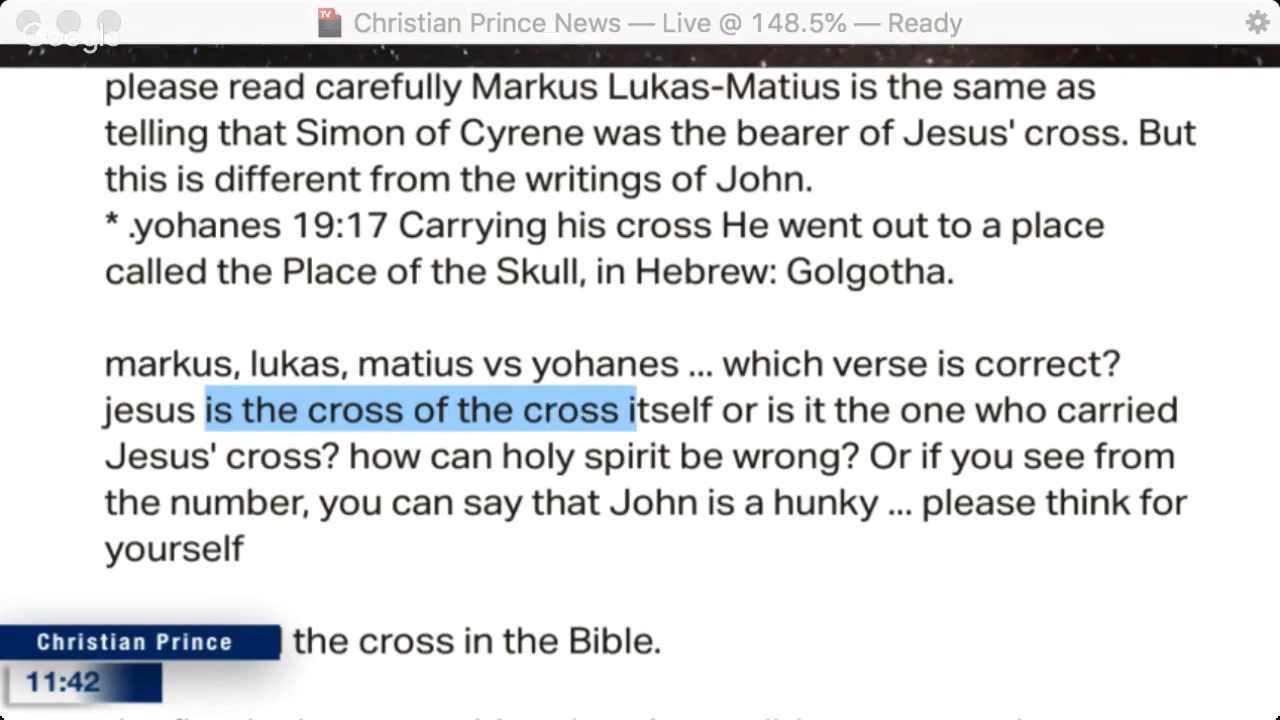 Christian Prince News — Live @ 148.5% — Ready
Google
please read carefully Markus Lukas-Matius is the same as
telling that Simon of Cyrene was the bearer of Jesus' cross. But
this is different from the writings of John.
* .yohanes 19:17 Carrying his cross He went out to a place
called the Place of the Skull, in Hebrew: Golgotha.
markus, lukas, matius vs yohanes ... which verse is correct?
jesus is the cross of the cross itself or is it the one who carried
Jesus' cross? how can holy spirit be wrong? Or if you see from
the number, you can say that John is a hunky ... please think for
yourself
the cross in the Bible.
Christian Prince
11:42